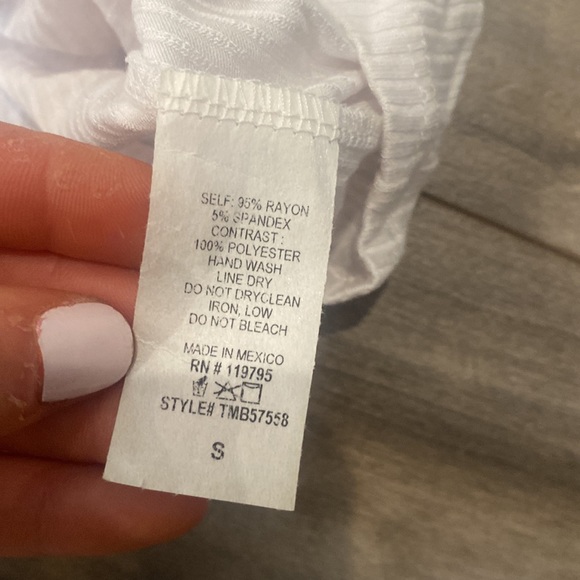 SELF: 95% RAYON
5% SPANDEX
CONTRAST :
100% POLYESTER
HAND WASH
LINE DRY
DO NOT DRYCLEAN
IRON, LOW
DO NOT BLEACH
MADE IN MEXICO
RN # 119795
STYLE# TMB57558
S